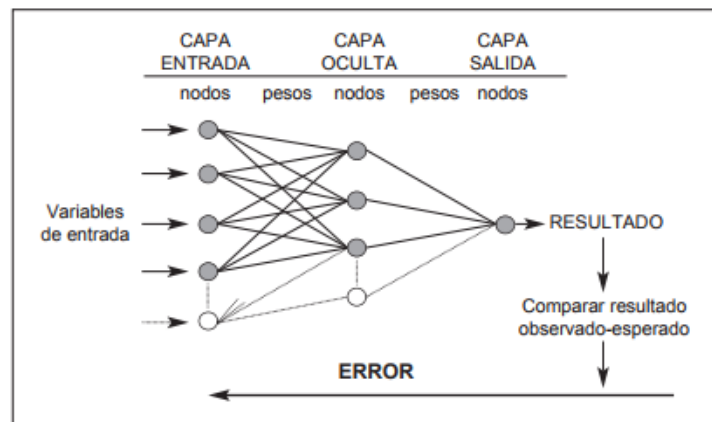 CAPA CAPA CAPA
ENTRADA OCULTA SALIDA
nodos pesos nodos pesos nodos
Variables
de entrada
RESULTADO
Comparar resultado
observado-esperado
ERROR